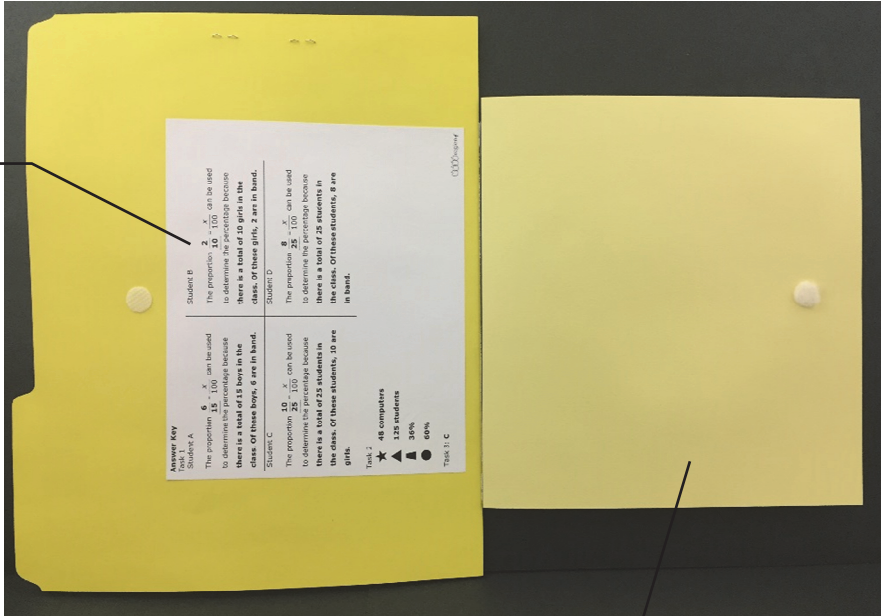 Answer Key
Task 1
Student A
The proportion 6/15 = x/100 can be used
to determine the percentage because
there is a total of 15 boys in the
class. Of these boys, 6 are in band.
Student B
The proportion 2/10 = x/100 can be used
to determine the percentage because
there is a total of 10 girls in the
class. Of these girls, 2 are in band.
Student C
The proportion 10/25 = x/100 can be used
to determine the percentage because
there is a total of 25 students in
the class. Of these students, 10 are
girls.
Student D
The proportion 8/25 = x/100 can be used
to determine the percentage because
there is a total of 25 students in
the class. Of these students, 8 are
in band.
Task 2
★ 48 computers
▲ 125 students
36%
● 60%
Task 3: C